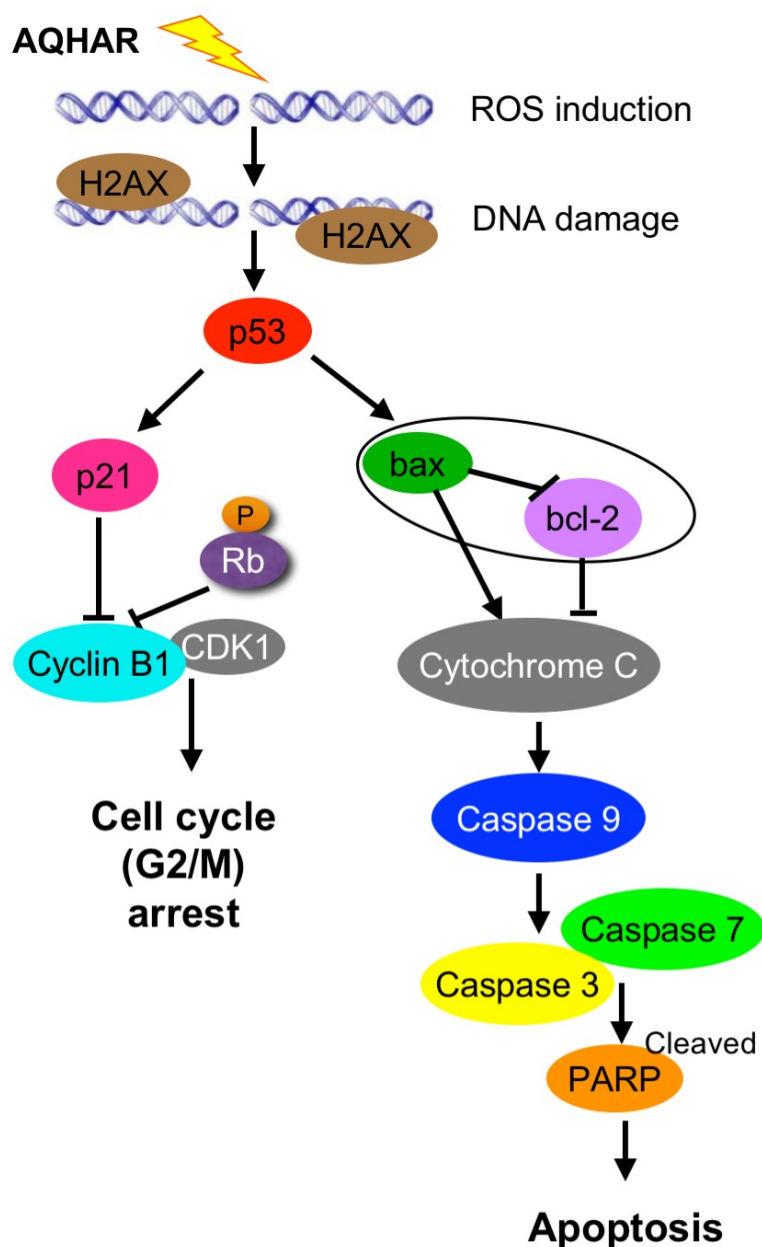 AQHAR
ROS induction
H2AX
DNA damage
H2AX
p53
p21
bax
bcl-2
P
Rb
Cyclin B1
CDK1
Cytochrome C
Cell cycle
(G2/M)
arrest
Caspase 9
Caspase 7
Caspase 3
Cleaved
PARP
Apoptosis